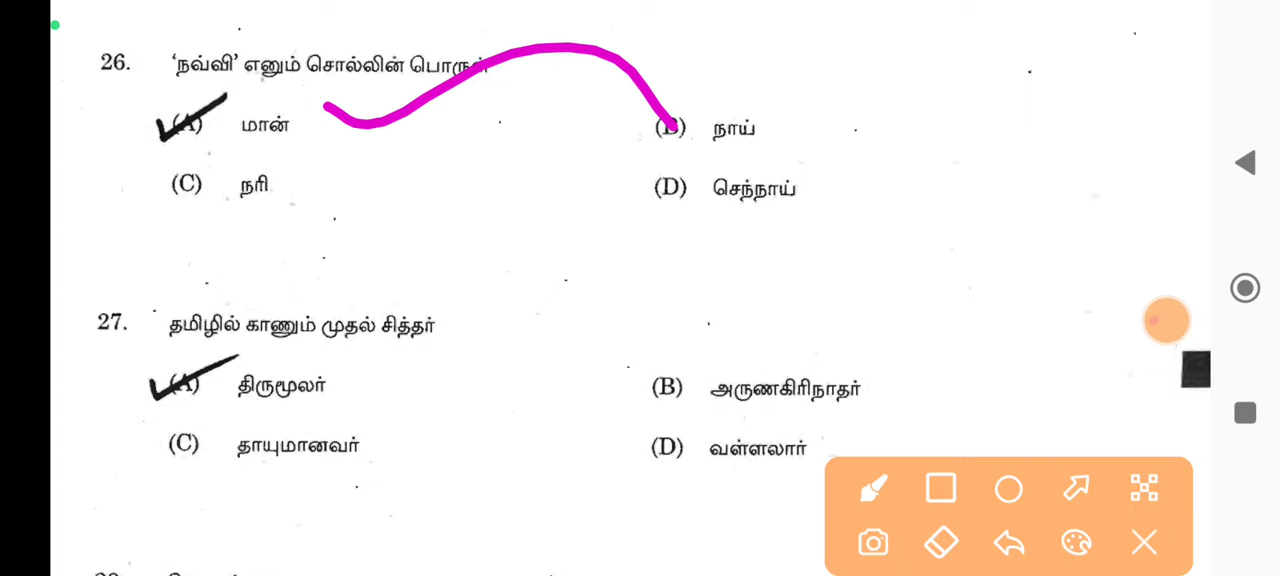 26. 'நவ்வி' எனும் சொல்லின் பொருள்
(A) மான் (B) நாய்
(C) நரி (D) செந்நாய்
27. தமிழில் காணும் முதல் சித்தர்
(A) திருமூலர் (B) அருணகிரிநாதர்
(C) தாயுமானவர் (D) வள்ளலார்